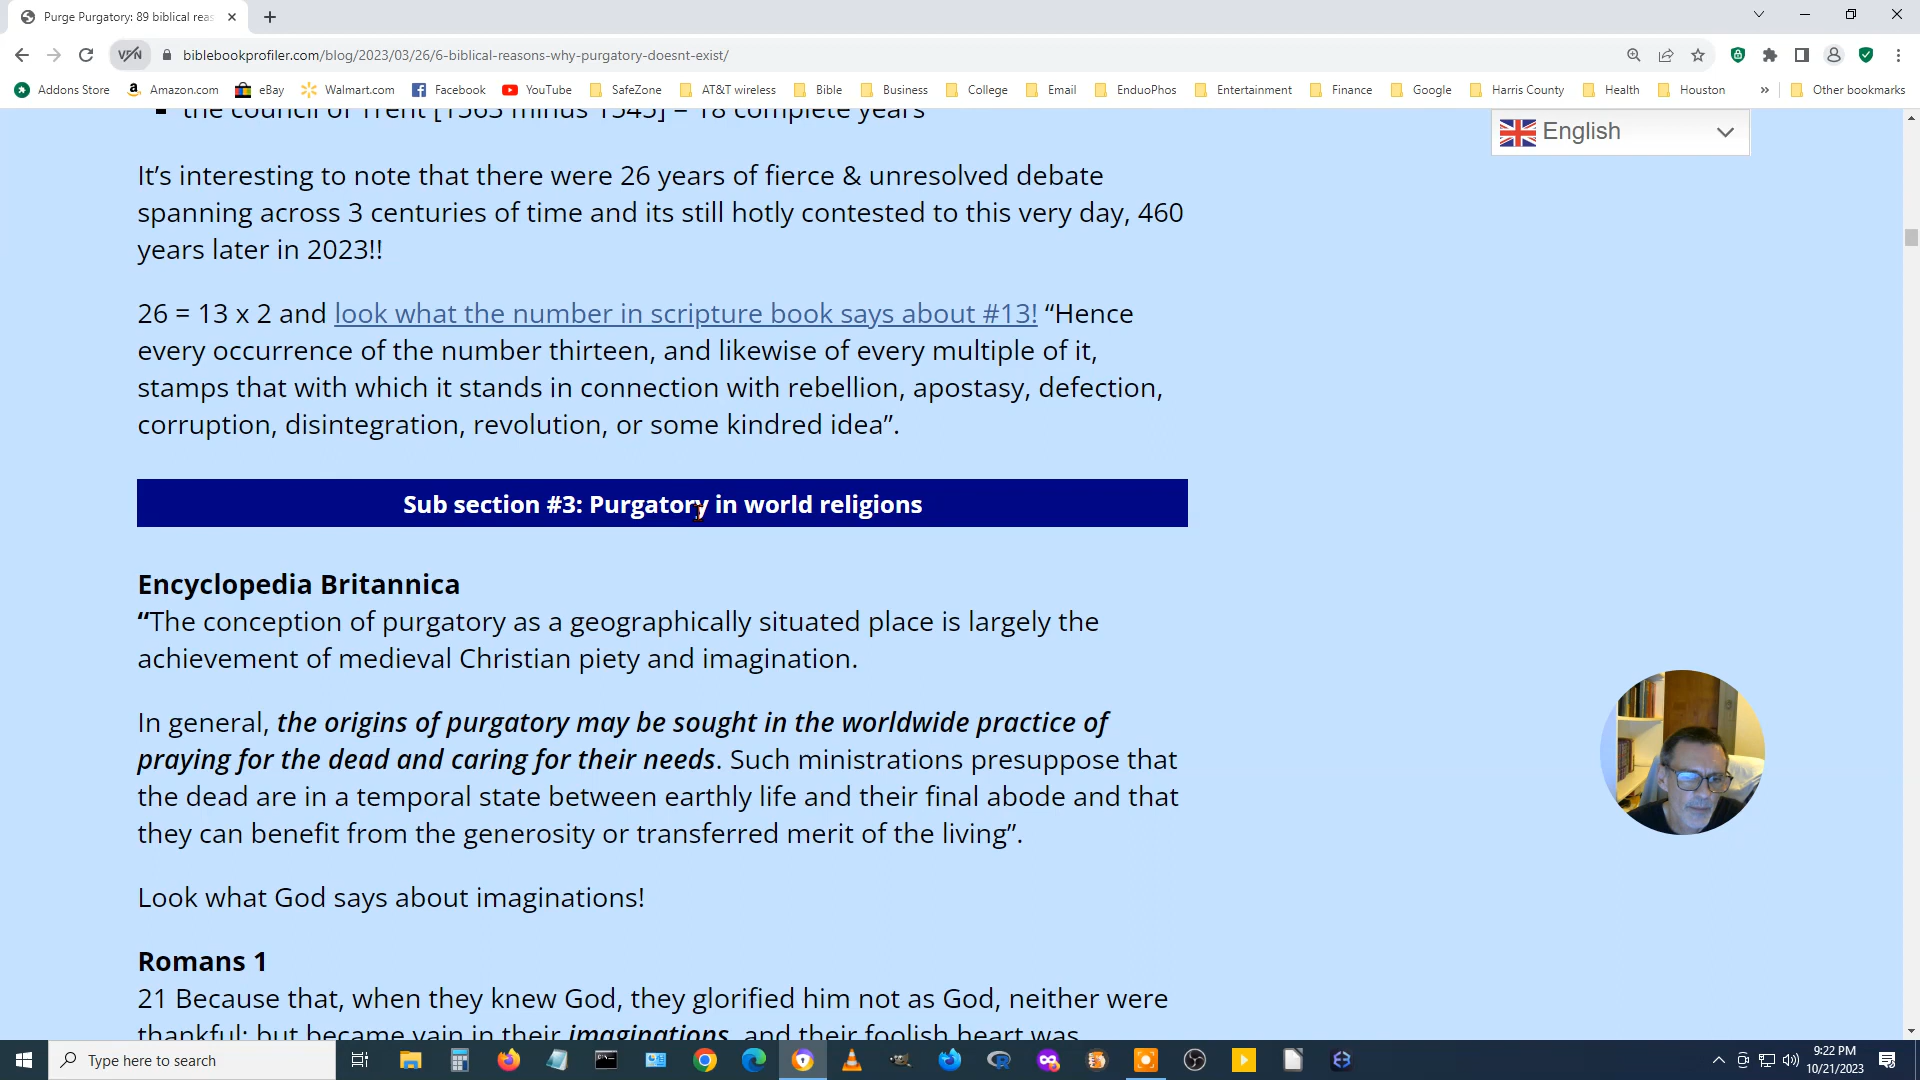 Purge Purgatory: 89 biblical reas
biblebookprofiler.com/blog/2023/03/26/6-biblical-reasons-why-purgatory-doesnt-exist/
VPN
Addons Store Amazon.com eBay Walmart.com Facebook YouTube SafeZone AT&T wireless Bible Business College Email EnduoPhos Entertainment Finance Google Harris County Health Houston » Other bookmarks
the council of Trent [1563 minus 1545] = 18 complete years
English
It’s interesting to note that there were 26 years of fierce & unresolved debate
spanning across 3 centuries of time and its still hotly contested to this very day, 460
years later in 2023!!
26 = 13 x 2 and look what the number in scripture book says about #13! “Hence
every occurrence of the number thirteen, and likewise of every multiple of it,
stamps that with which it stands in connection with rebellion, apostasy, defection,
corruption, disintegration, revolution, or some kindred idea”.
Sub section #3: Purgatory in world religions
Encyclopedia Britannica
“The conception of purgatory as a geographically situated place is largely the
achievement of medieval Christian piety and imagination.
In general, the origins of purgatory may be sought in the worldwide practice of
praying for the dead and caring for their needs. Such ministrations presuppose that
the dead are in a temporal state between earthly life and their final abode and that
they can benefit from the generosity or transferred merit of the living”.
Look what God says about imaginations!
Romans 1
21 Because that, when they knew God, they glorified him not as God, neither were
thankful; but became vain in their imaginations, and their foolish heart was
Type here to search
9:22 PM
10/21/2023